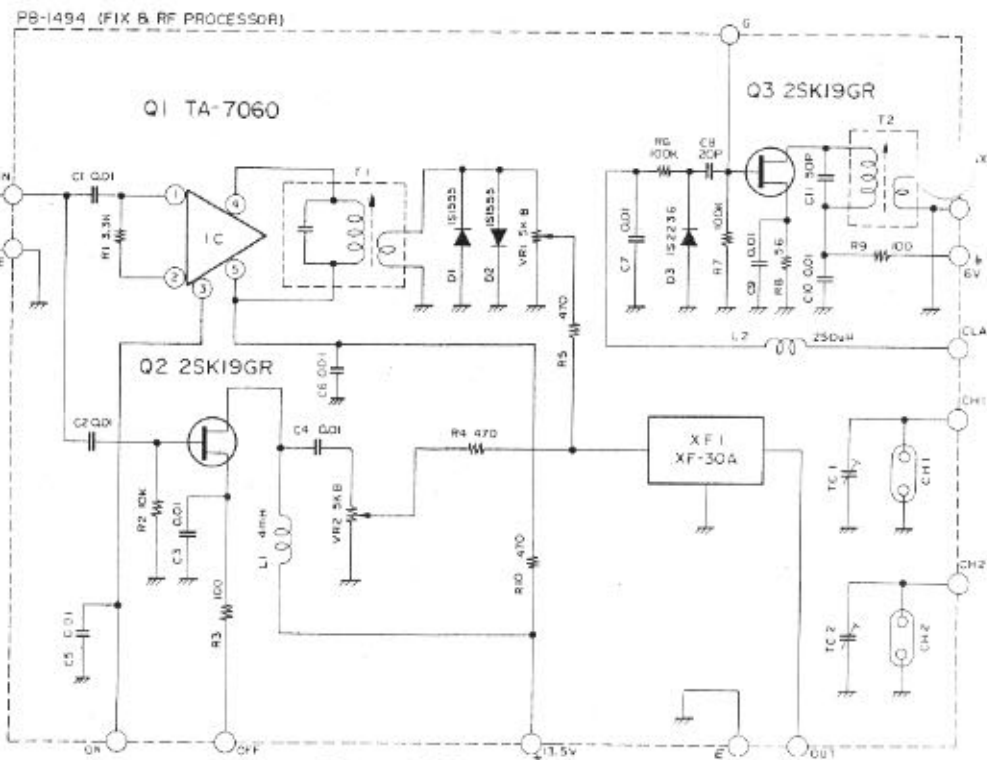 PB-1494 (FIX & RF PROCESSOR)
G
Q1 TA-7060
Q3 2SK19GR
T2
T1
IN
C1 0.01
R1 3.3K
1
2
3
4
5
IC
1S1555
1S1555
D1
D2
VR1 5KB
R6
100K
C8
20P
C7 0.01
D3 1S2236
R7 100K
C9 0.01
R8 56
C11 50P
C10 0.01
R9
100
6V
470
R5
L2
250uH
CLA
Q2 2SK19GR
C6 0.01
C2 0.01
C4 0.01
R4 470
XF1
XF-30A
CH1
TC1
CH1
R2 10K
C3 0.01
L1 4mH
VR2 5KB
R10 470
R3 100
C5 0.01
CH2
TC2
CH2
ON
OFF
+13.5V
E
OUT